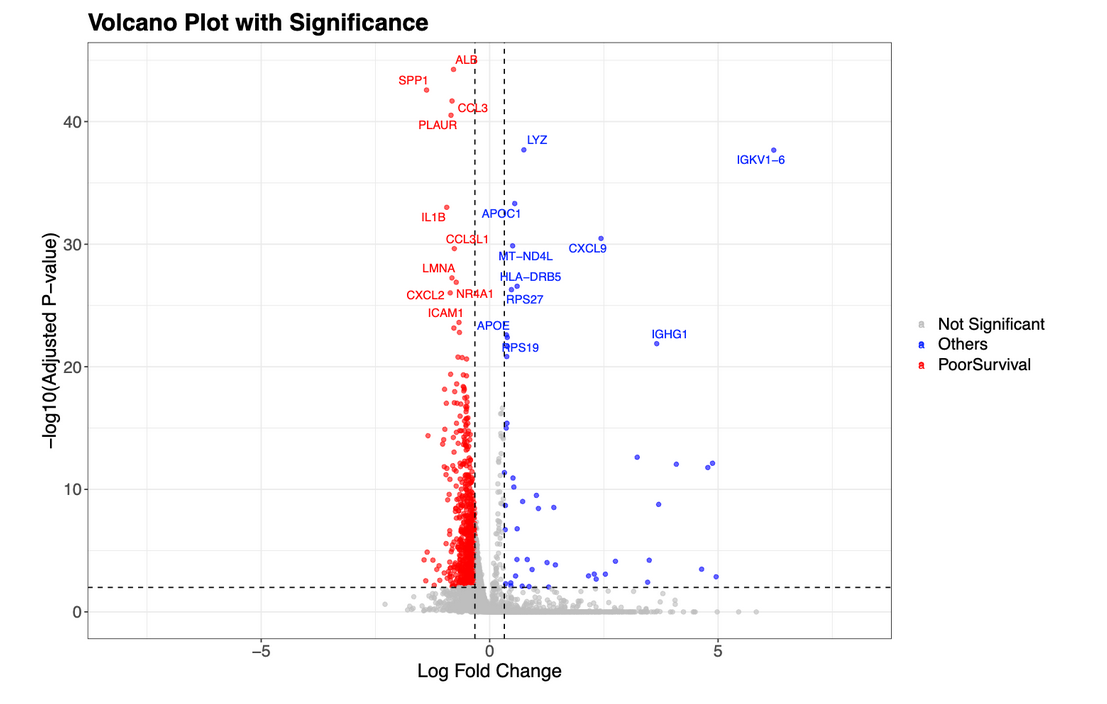 Volcano Plot with Significance
ALB
SPP1
CCL3
PLAUR
LYZ
IGKV1−6
IL1B
APOC1
CCL3L1
CXCL9
MT−ND4L
LMNA
HLA−DRB5
CXCL2 NR4A1
RPS27
ICAM1
APOE
IGHG1
RPS19
−log10(Adjusted P−value)
40
30
20
10
0
−5
0
5
Log Fold Change
a Not Significant
a Others
a PoorSurvival